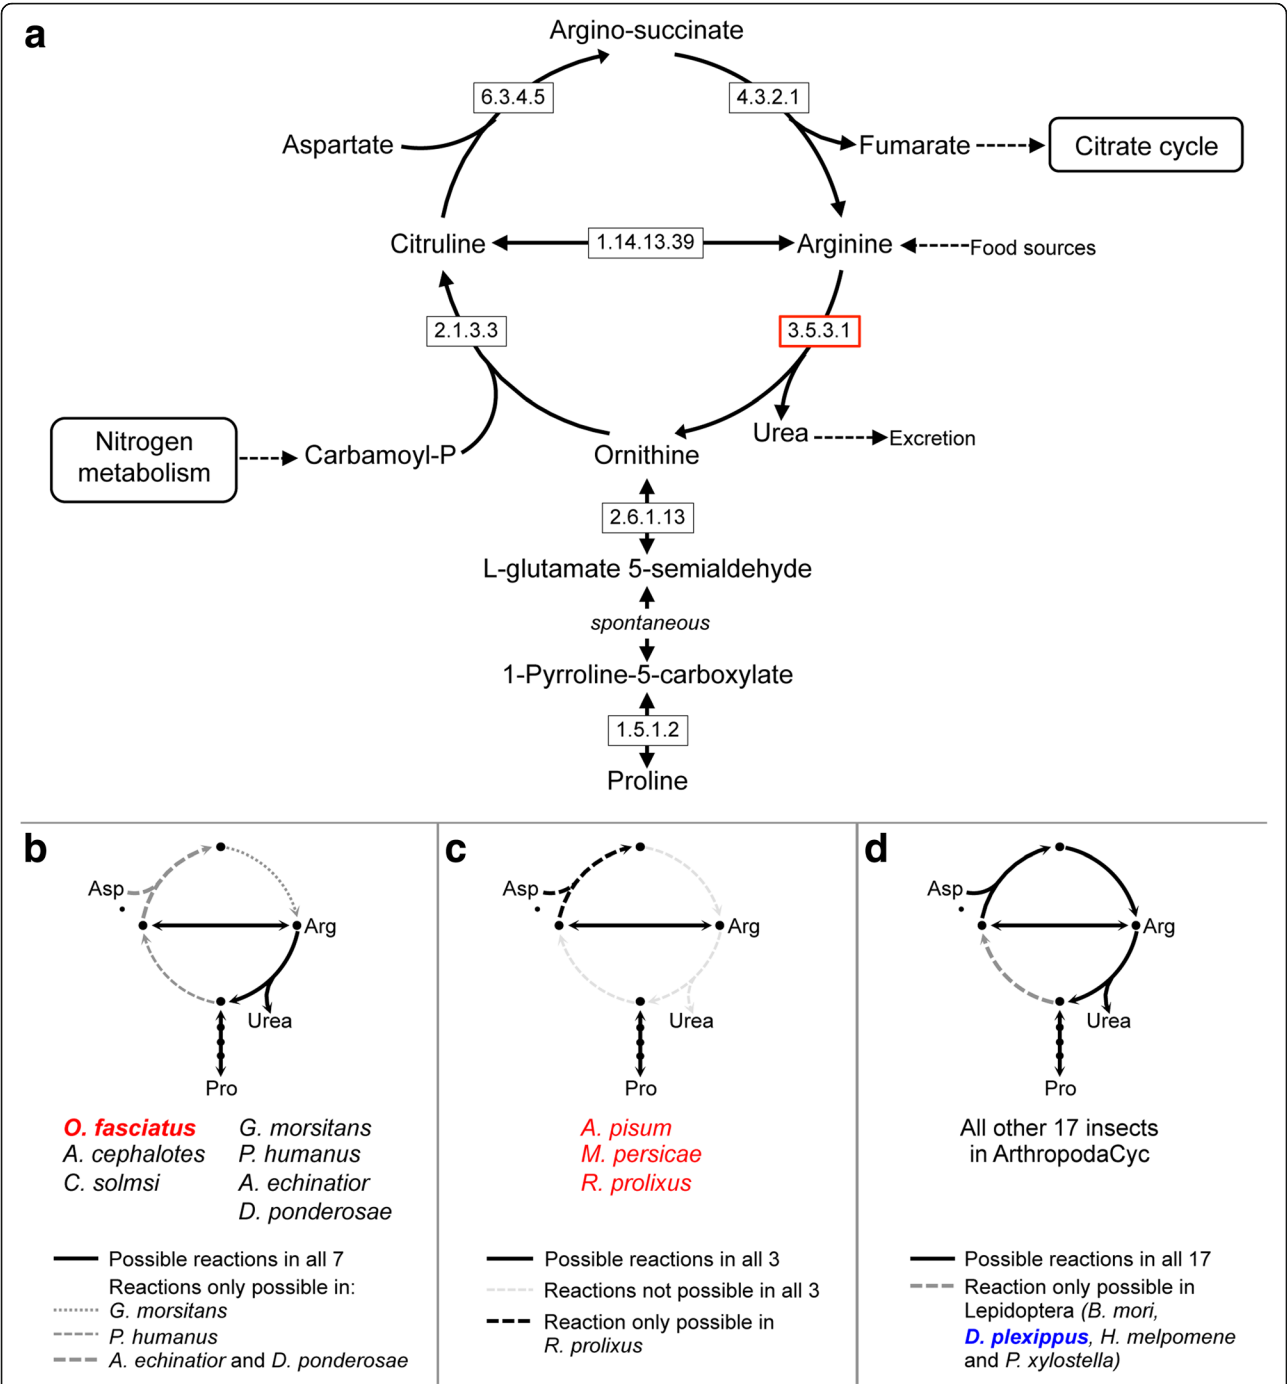 a
Argino-succinate
6.3.4.5
4.3.2.1
Aspartate
Fumarate
Citrate cycle
Citruline
1.14.13.39
Arginine
Food sources
2.1.3.3
3.5.3.1
Nitrogen
metabolism
Carbamoyl-P
Urea
Excretion
Ornithine
2.6.1.13
L-glutamate 5-semialdehyde
spontaneous
1-Pyrroline-5-carboxylate
1.5.1.2
Proline
b
Asp
Arg
Urea
Pro
O. fasciatus
A. cephalotes
C. solmsi
G. morsitans
P. humanus
A. echinatior
D. ponderosae
Possible reactions in all 7
Reactions only possible in:
G. morsitans
P. humanus
A. echinatior and D. ponderosae
c
Asp
Arg
Urea
Pro
A. pisum
M. persicae
R. prolixus
Possible reactions in all 3
Reactions not possible in all 3
Reaction only possible in
R. prolixus
d
Asp
Arg
Urea
Pro
All other 17 insects
in ArthropodaCyc
Possible reactions in all 17
Reaction only possible in
Lepidoptera (B. mori,
D. plexippus, H. melpomene
and P. xylostella)